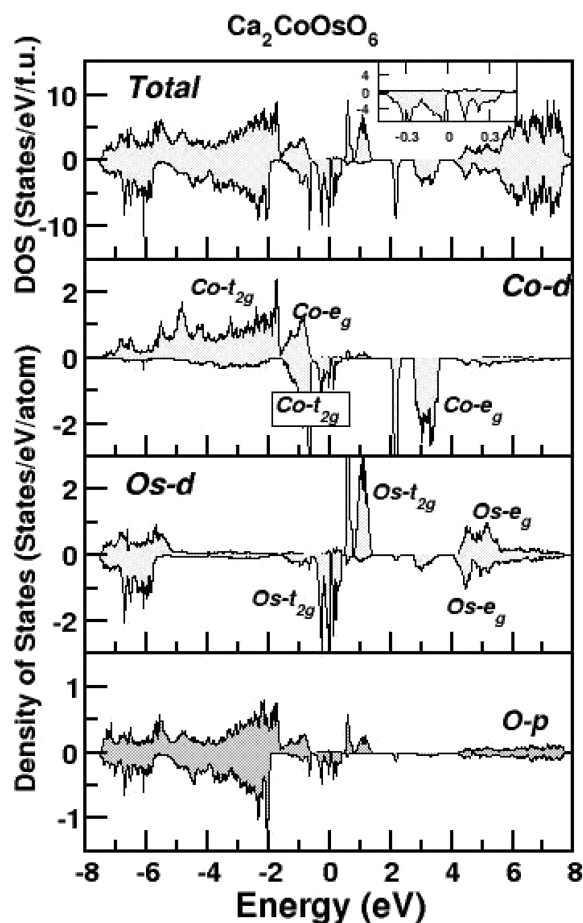 Ca₂CoOsO₆
Total
4
0
-4
-0.3 0 0.3
10
0
-10
DOS (States/eV/f.u.)
Co-t₂g
Co-eg
Co-d
2
0
-2
Co-t₂g
Co-eg
Os-d
Os-t₂g
Os-eg
2
0
-2
Os-t₂g
Os-eg
O-p
1
0
-1
Density of States (States/eV/atom)
-8 -6 -4 -2 0 2 4 6 8
Energy (eV)